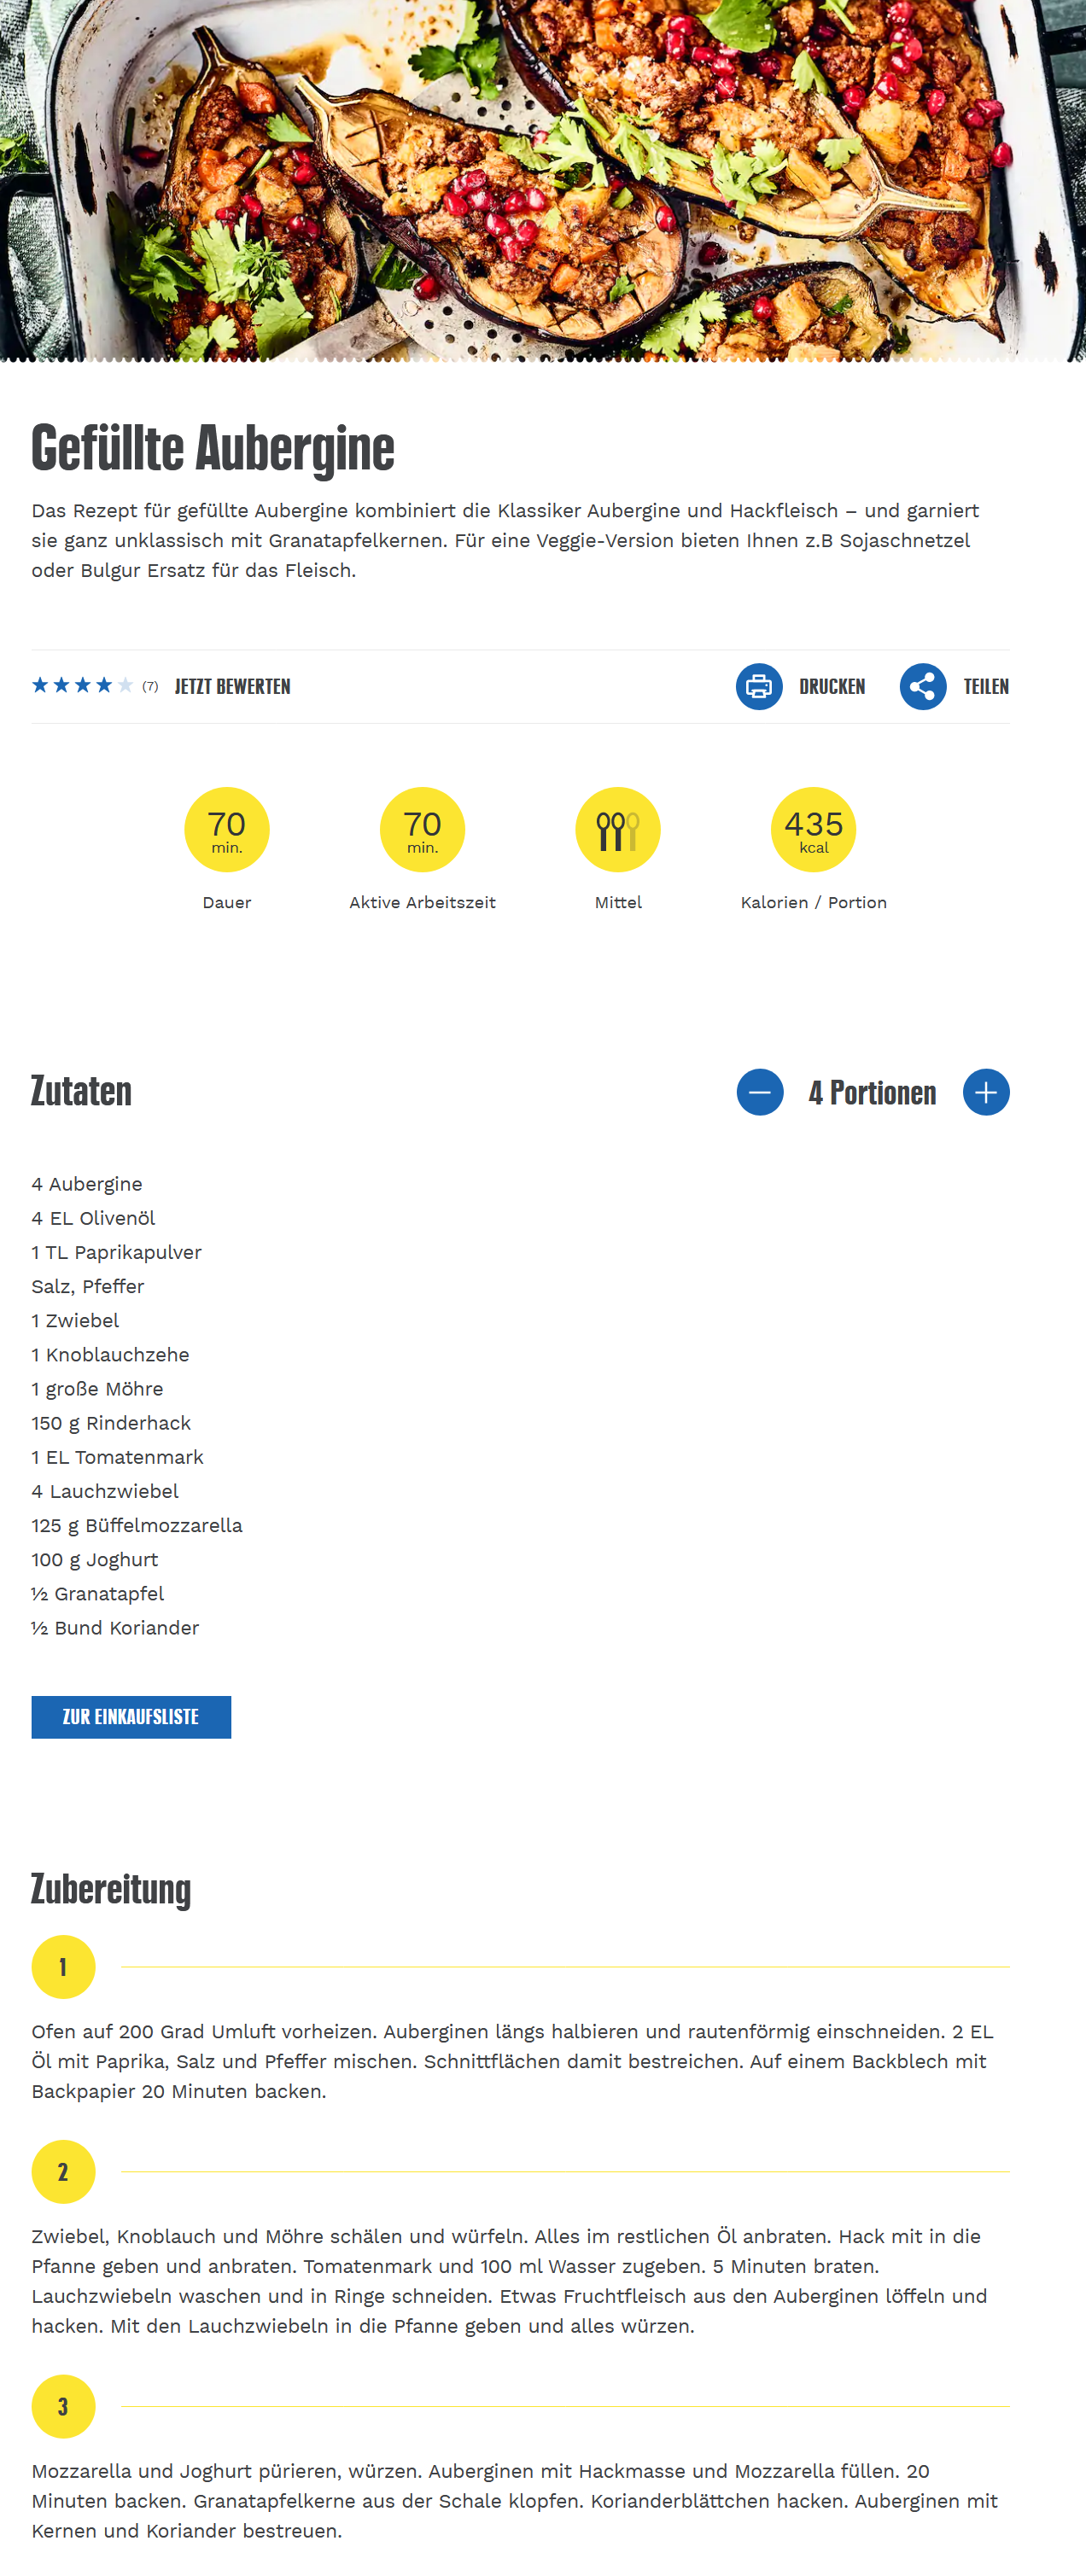 Gefüllte Aubergine
Das Rezept für gefüllte Aubergine kombiniert die Klassiker Aubergine und Hackfleisch – und garniert
sie ganz unklassisch mit Granatapfelkernen. Für eine Veggie-Version bieten Ihnen z.B Sojaschnetzel
oder Bulgur Ersatz für das Fleisch.
(7) JETZT BEWERTEN DRUCKEN TEILEN
70 70 435
min. min. kcal
Dauer Aktive Arbeitszeit Mittel Kalorien / Portion
Zutaten 4 Portionen
4 Aubergine
4 EL Olivenöl
1 TL Paprikapulver
Salz, Pfeffer
1 Zwiebel
1 Knoblauchzehe
1 große Möhre
150 g Rinderhack
1 EL Tomatenmark
4 Lauchzwiebel
125 g Büffelmozzarella
100 g Joghurt
½ Granatapfel
½ Bund Koriander
ZUR EINKAUFSLISTE
Zubereitung
1
Ofen auf 200 Grad Umluft vorheizen. Auberginen längs halbieren und rautenförmig einschneiden. 2 EL
Öl mit Paprika, Salz und Pfeffer mischen. Schnittflächen damit bestreichen. Auf einem Backblech mit
Backpapier 20 Minuten backen.
2
Zwiebel, Knoblauch und Möhre schälen und würfeln. Alles im restlichen Öl anbraten. Hack mit in die
Pfanne geben und anbraten. Tomatenmark und 100 ml Wasser zugeben. 5 Minuten braten.
Lauchzwiebeln waschen und in Ringe schneiden. Etwas Fruchtfleisch aus den Auberginen löffeln und
hacken. Mit den Lauchzwiebeln in die Pfanne geben und alles würzen.
3
Mozzarella und Joghurt pürieren, würzen. Auberginen mit Hackmasse und Mozzarella füllen. 20
Minuten backen. Granatapfelkerne aus der Schale klopfen. Korianderblättchen hacken. Auberginen mit
Kernen und Koriander bestreuen.